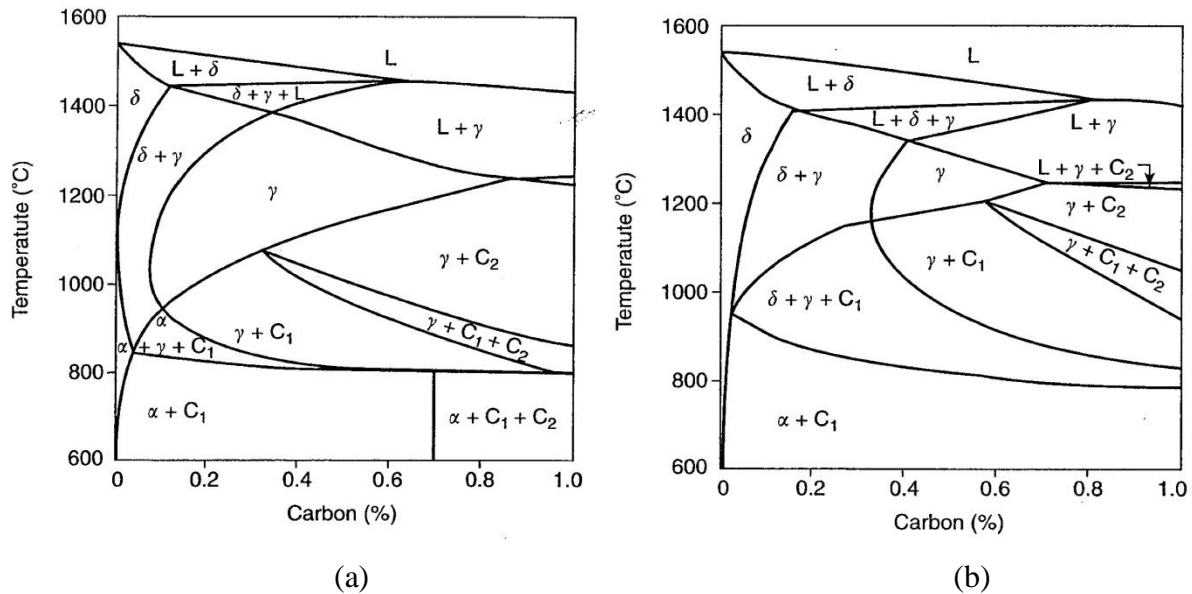 1600
1400
1200
1000
800
600
Temperatute (°C)
L
L + δ
δ
δ + γ + L
L + γ
δ + γ
γ
γ + C2
α
γ + C1
γ + C1 + C2
α + γ + C1
α + C1
α + C1 + C2
0
0.2
0.4
0.6
0.8
1.0
Carbon (%)
(a)
1600
1400
1200
1000
800
600
Temperatute (°C)
L
L + δ
δ
L + δ + γ
L + γ
δ + γ
γ
L + γ + C2
γ + C2
γ + C1
γ + C1 + C2
δ + γ + C1
α + C1
0
0.2
0.4
0.6
0.8
1.0
Carbon (%)
(b)